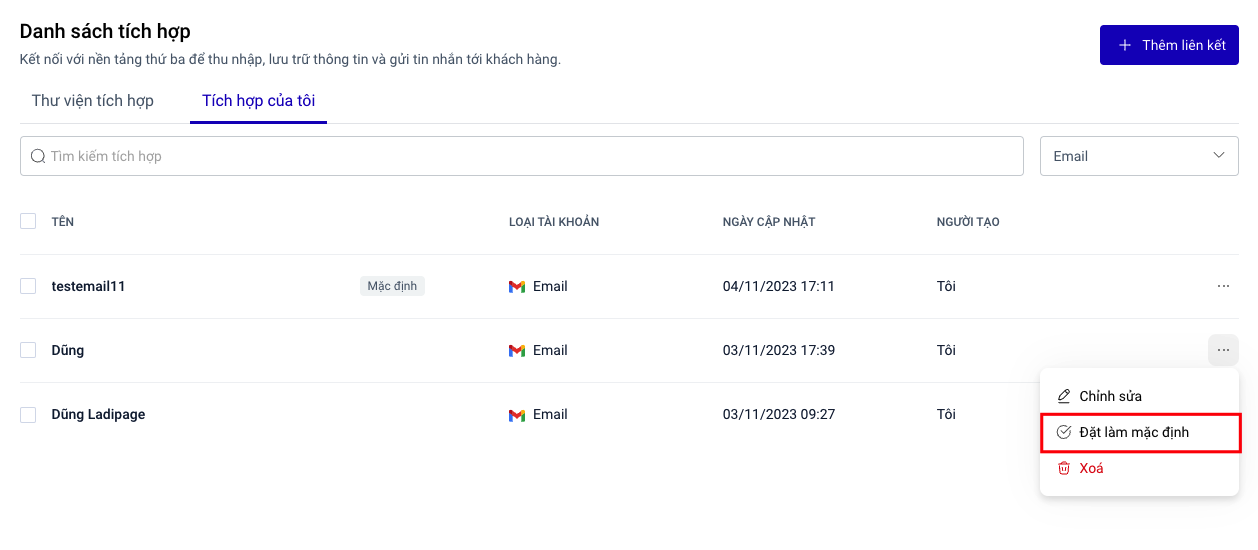 Danh sách tích hợp
Kết nối với nền tảng thứ ba để thu nhập, lưu trữ thông tin và gửi tin nhắn tới khách hàng.
Thêm liên kết
Thư viện tích hợp Tích hợp của tôi
Tìm kiếm tích hợp Email
TÊN LOẠI TÀI KHOẢN NGÀY CẬP NHẬT NGƯỜI TẠO
testemail11 Mặc định Email 04/11/2023 17:11 Tôi
Dũng Email 03/11/2023 17:39 Tôi
Dũng Ladipage Email 03/11/2023 09:27 Tôi
Chỉnh sửa
Đặt làm mặc định
Xoá